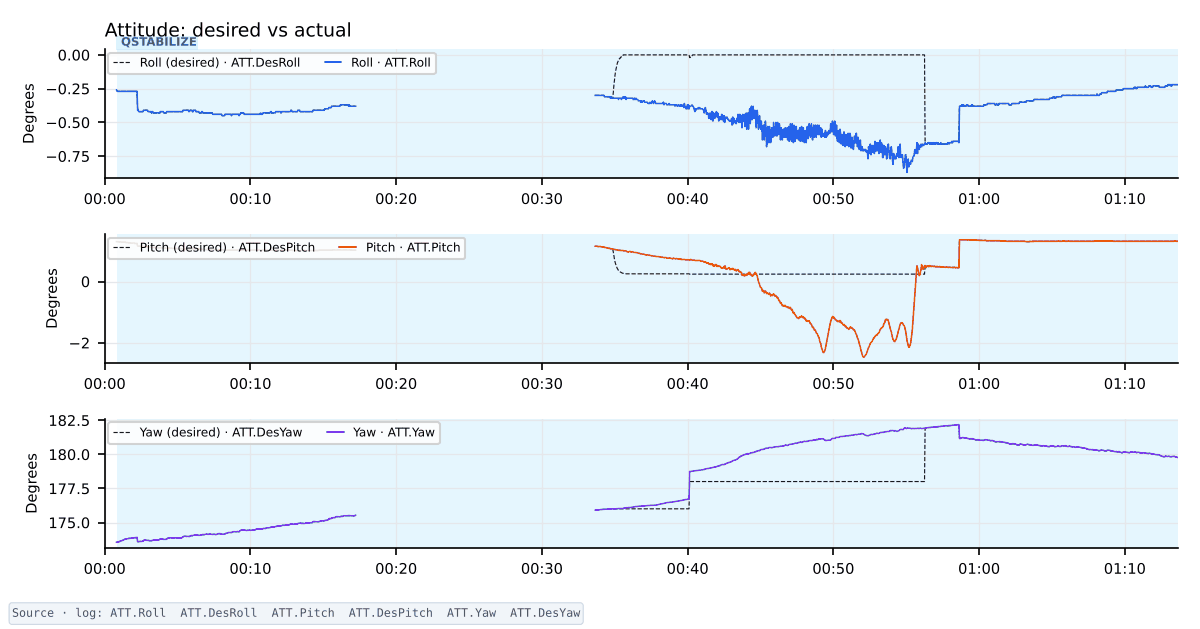 Attitude: desired vs actual
QSTABILIZE
Roll (desired) · ATT.DesRoll Roll · ATT.Roll
0.00
−0.25
−0.50
−0.75
Degrees
00:00 00:10 00:20 00:30 00:40 00:50 01:00 01:10
Pitch (desired) · ATT.DesPitch Pitch · ATT.Pitch
0
−2
Degrees
00:00 00:10 00:20 00:30 00:40 00:50 01:00 01:10
Yaw (desired) · ATT.DesYaw Yaw · ATT.Yaw
182.5
180.0
177.5
175.0
Degrees
00:00 00:10 00:20 00:30 00:40 00:50 01:00 01:10
Source · log: ATT.Roll ATT.DesRoll ATT.Pitch ATT.DesPitch ATT.Yaw ATT.DesYaw